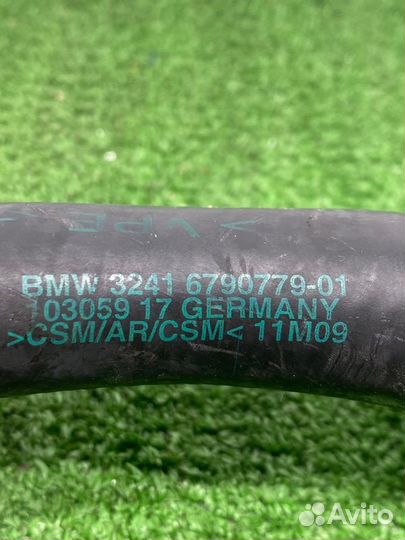 BMW 3241 6790779-01
103059 17 GERMANY
>CSM/AR/CSM< 11M09
Avito